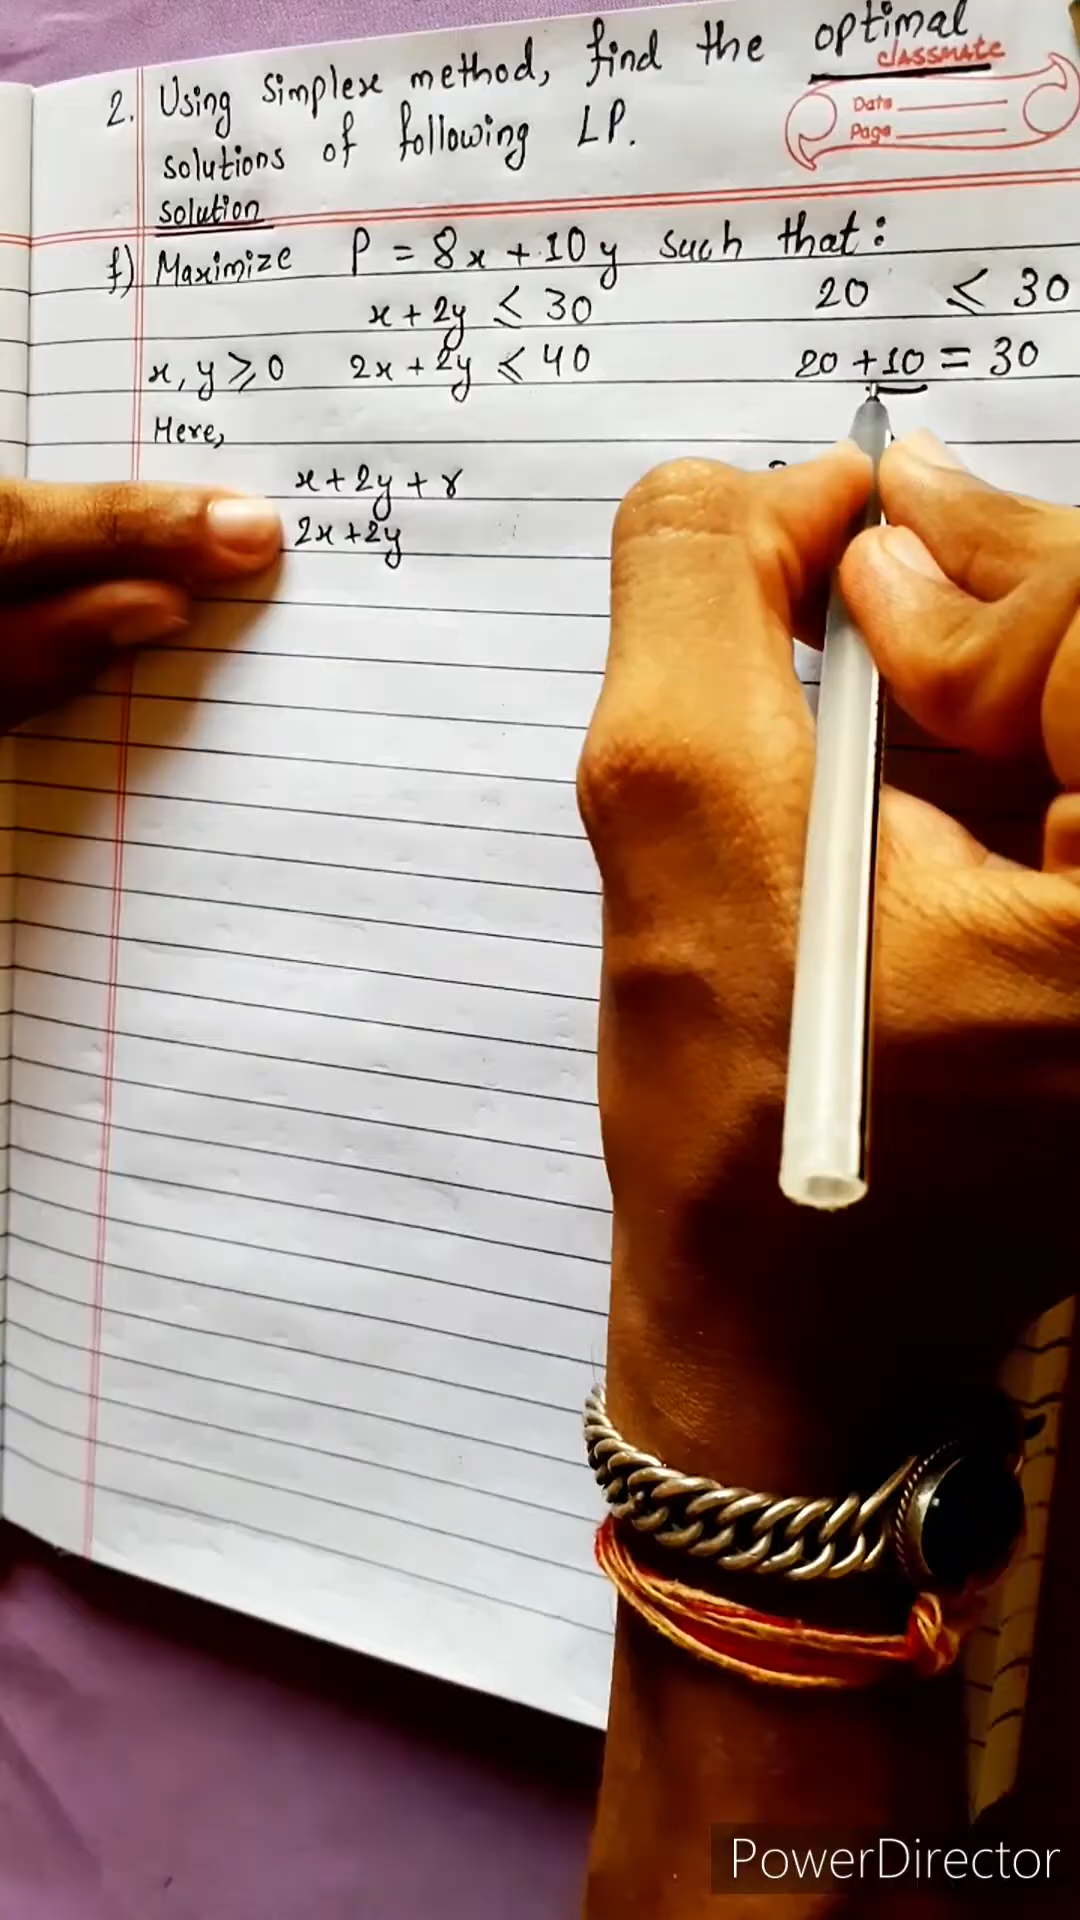 2. Using Simplex method, find the optimal
classmate
Date
Page
solutions of following LP.
solution
f) Maximize P = 8x + 10y such that:
x + 2y ≤ 30
20 ≤ 30
x, y ≥ 0 2x + 2y ≤ 40
20 + 10 = 30
Here,
x + 2y + r
2x + 2y
PowerDirector